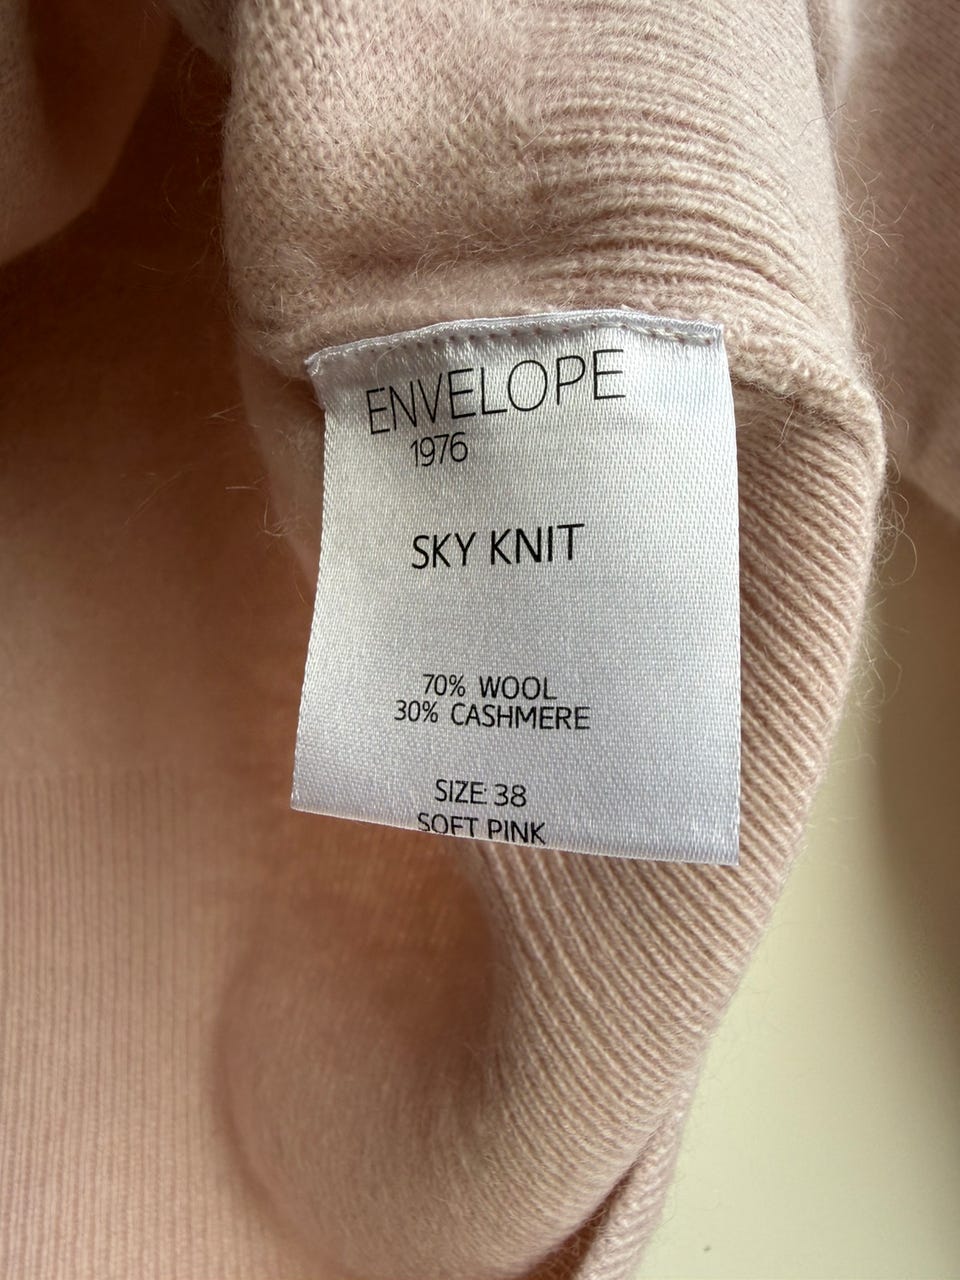 ENVELOPE
1976
SKY KNIT
70% WOOL
30% CASHMERE
SIZE 38
SOFT PINK